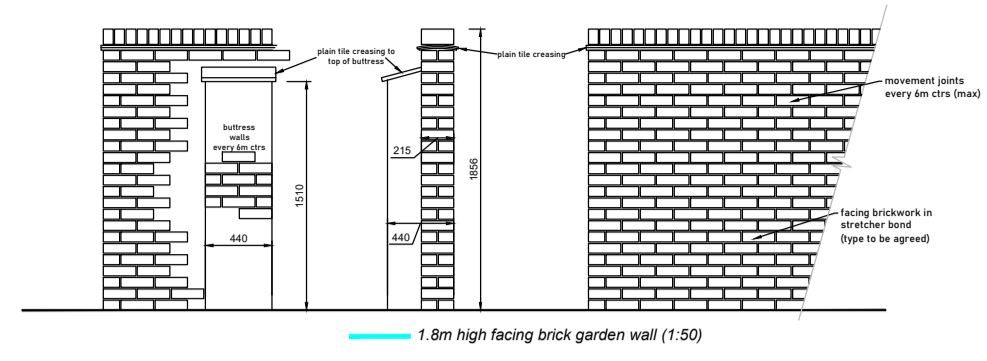 plain tile creasing to
top of buttress
plain tile creasing
movement joints
every 6m ctrs (max)
buttress
walls
every 6m ctrs
215
1856
1510
440
440
facing brickwork in
stretcher bond
(type to be agreed)
1.8m high facing brick garden wall (1:50)